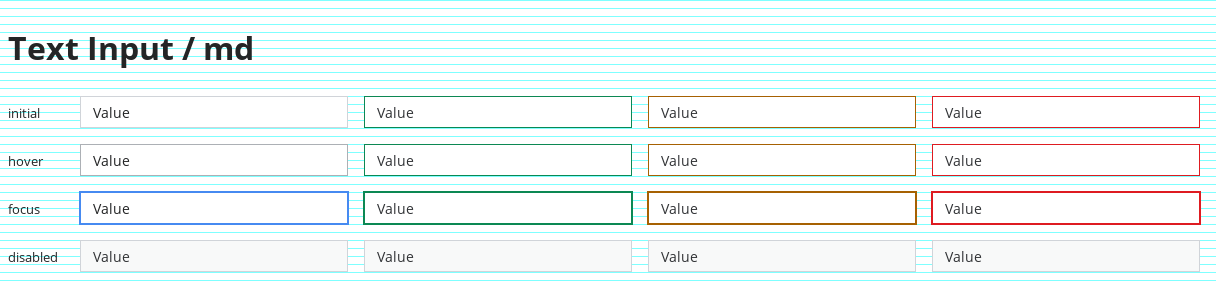 Text Input / md
initial Value Value Value Value
hover Value Value Value Value
focus Value Value Value Value
disabled Value Value Value Value